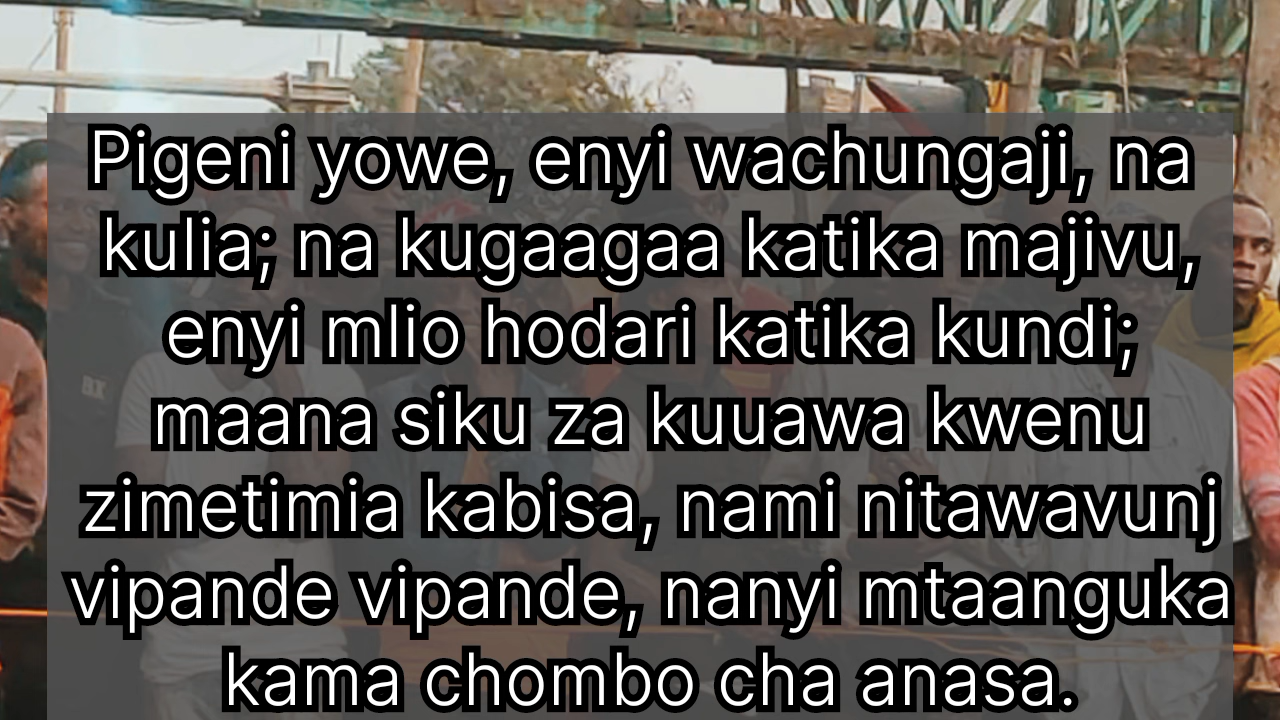 Pigeni yowe, enyi wachungaji, na
kulia; na kugaagaa katika majivu,
enyi mlio hodari katika kundi;
maana siku za kuuawa kwenu
zimetimia kabisa, nami nitawavunj
vipande vipande, nanyi mtaanguka
kama chombo cha anasa.